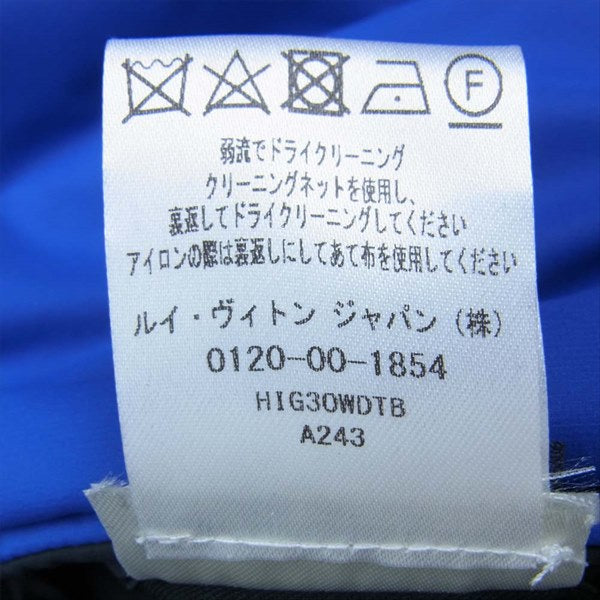 F
弱流でドライクリーニング
クリーニングネットを使用し、
裏返してドライクリーニングしてください
アイロンの際は裏返しにしてあて布を使用してください
ルイ・ヴィトン ジャパン (株)
0120-00-1854
HIG30WDTB
A243